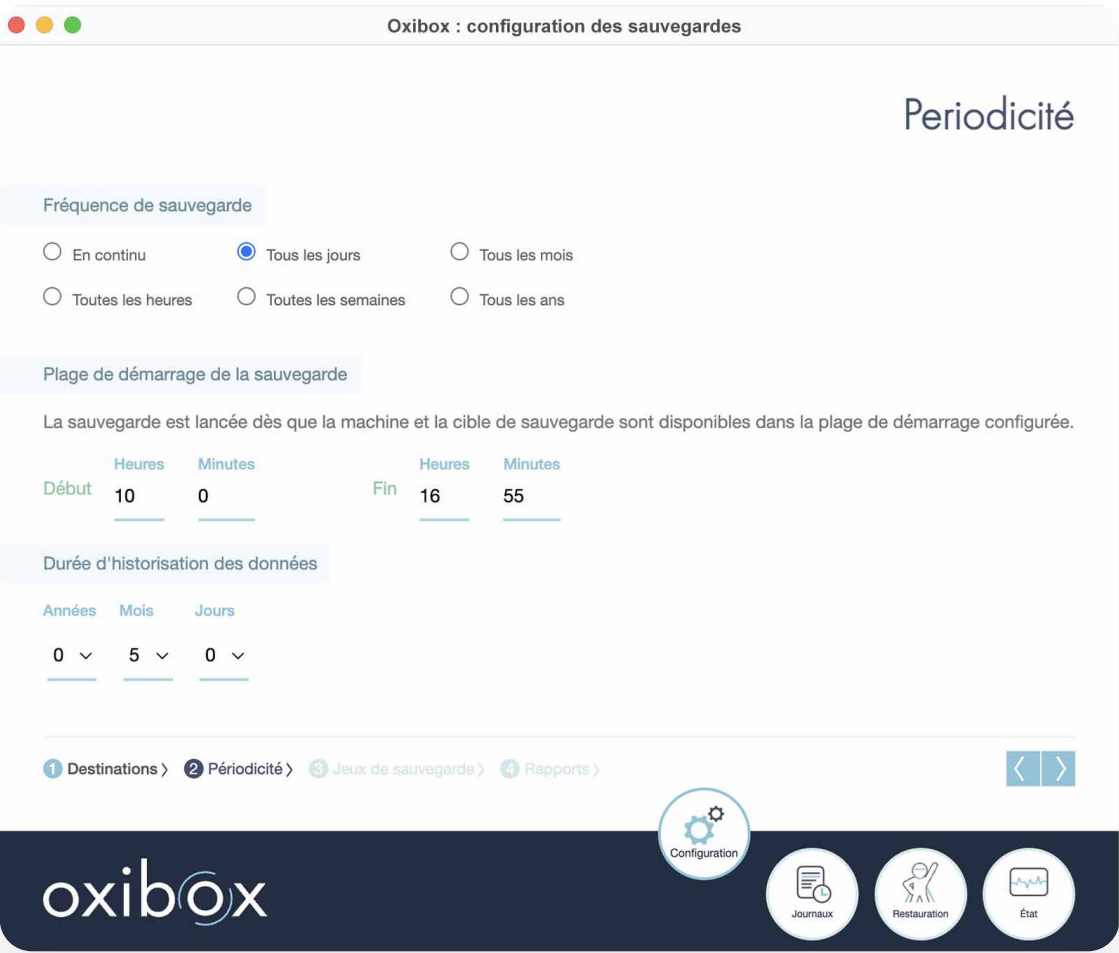 Oxibox : configuration des sauvegardes
Periodicité
Fréquence de sauvegarde
En continu Tous les jours Tous les mois
Toutes les heures Toutes les semaines Tous les ans
Plage de démarrage de la sauvegarde
La sauvegarde est lancée dès que la machine et la cible de sauvegarde sont disponibles dans la plage de démarrage configurée.
Heures Minutes Heures Minutes
Début 10 0 Fin 16 55
Durée d'historisation des données
Années Mois Jours
0 5 0
1 Destinations 2 Périodicité 3 Jeux de sauvegarde 4 Rapports
Configuration
oxibox
Journaux Restauration État